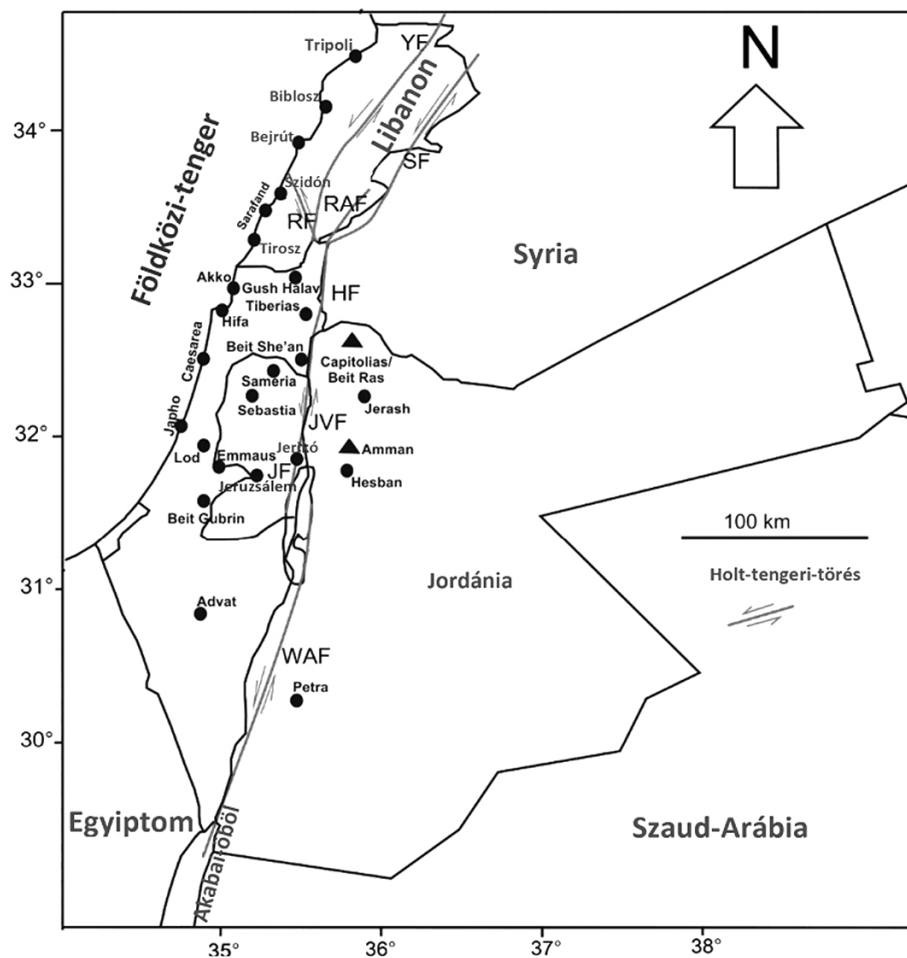 Tripoli
YF
N
Biblosz
Libanon
34°
Bejrút
SF
Földközi-tenger
Szidón
RAF
Sarafand
RF
Tirosz
Syria
33°
Akko
Gush Halav
HF
Tiberias
Hifa
Caesarea
Beit She'an
Capitolias/
Beit Ras
Sameria
Sebastia
Jerash
Japho
JVF
32°
Lod
Emmaus
Jerikó
Amman
JF
Jeruzsálem
Hesban
Beit Gubrin
100 km
31°
Jordánia
Holt-tengeri-törés
Advat
WAF
Petra
30°
Egyiptom
Szaud-Arábia
Akabai-öböl
35°
36°
37°
38°